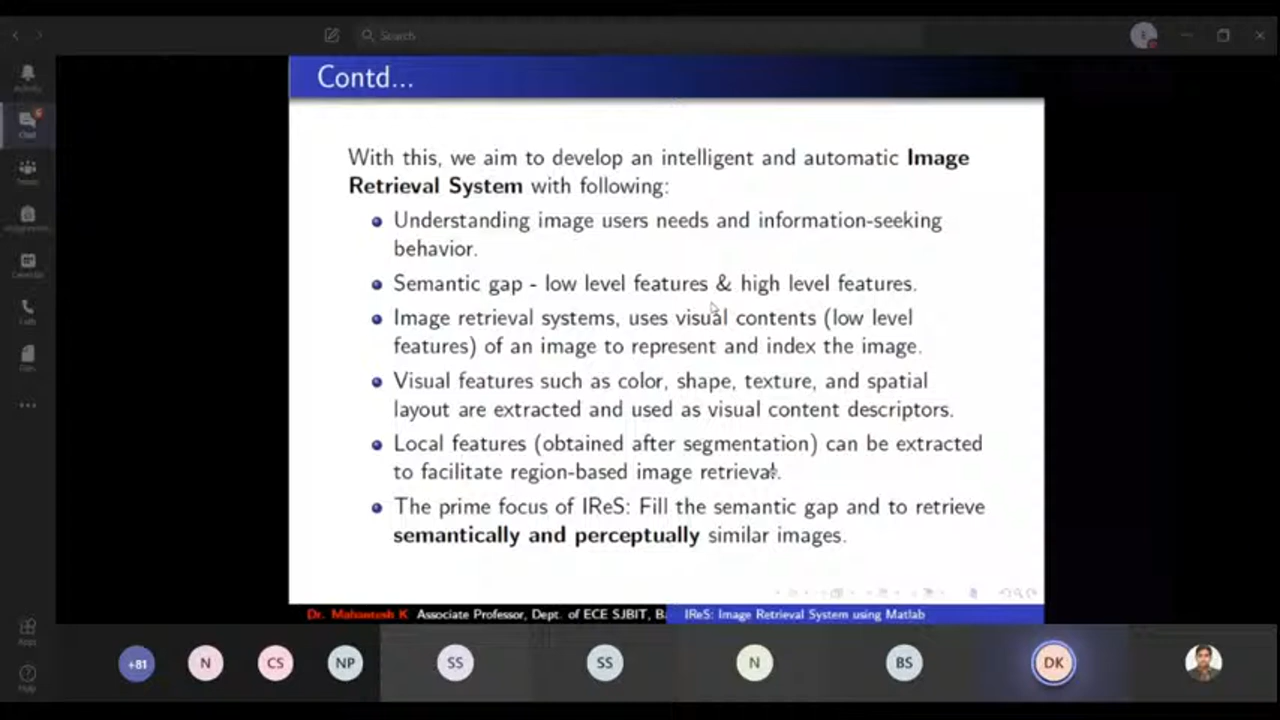 Search
Contd...
With this, we aim to develop an intelligent and automatic Image
Retrieval System with following:
Understanding image users needs and information-seeking
behavior.
Semantic gap - low level features & high level features.
Image retrieval systems, uses visual contents (low level
features) of an image to represent and index the image.
Visual features such as color, shape, texture, and spatial
layout are extracted and used as visual content descriptors.
Local features (obtained after segmentation) can be extracted
to facilitate region-based image retrieval.
The prime focus of IReS: Fill the semantic gap and to retrieve
semantically and perceptually similar images.
Dr. Mahantesh K Associate Professor, Dept. of ECE SJBIT, B. IReS: Image Retrieval System using Matlab
Chat
Files
Apps
Help
+81 N CS NP SS SS N BS DK